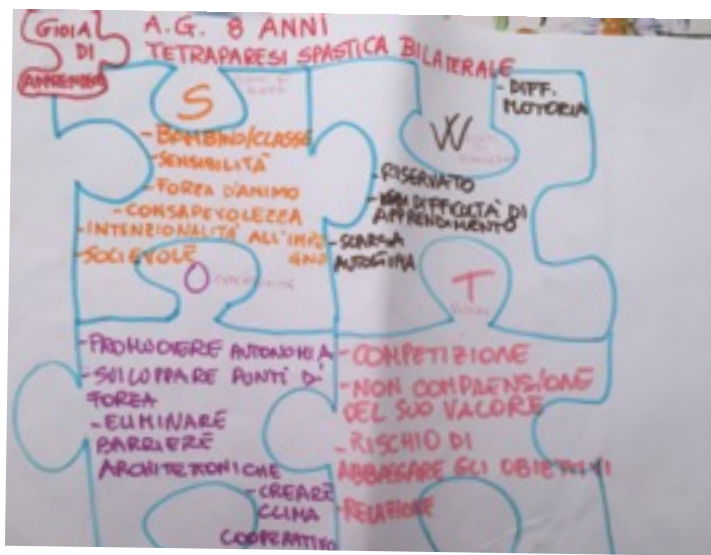 GIOIA
DI
A.G. 8 ANNI
TETRAPARESI SPASTICA BILATERALE
S
- BAMBINO/CLASSE
- SENSIBILITÀ
- FORZA D'ANIMO
- CONSAPEVOLEZZA
- INTENZIONALITÀ ALL'IMPE
GNO
- SOCIEVOLE
W
- DIFF.
MOTORIA
- RISERVATO
- DIFFICOLTÀ DI
APPRENDIMENTO
- SCARSA
AUTOSTIMA
O
- PROMUOVERE AUTONOMIA
- SVILUPPARE PUNTI DI
FORZA
- ELIMINARE
BARRIERE
ARCHITETTONICHE
- CREARE
CLIMA
COOPERATIVO
T
- COMPETIZIONE
- NON COMPRENSIONE
DEL SUO VALORE
- RISCHIO DI
ABBASSARE GLI OBIETTIVI
- RELAZIONE